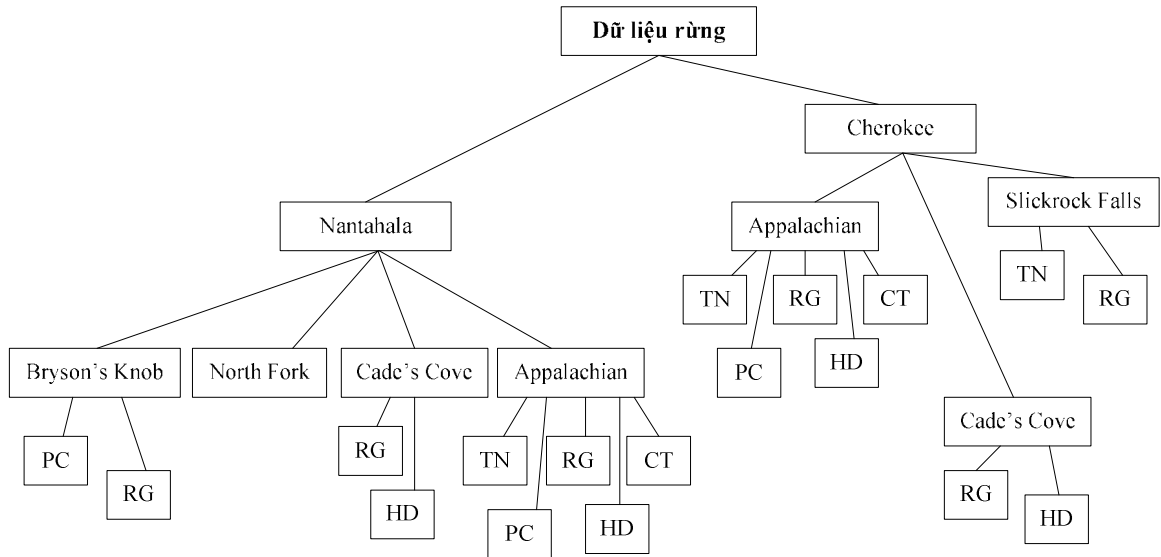 Dữ liệu rừng
Cherokee
Nantahala
Appalachian
Slickrock Falls
TN
RG
CT
TN
RG
PC
HD
Bryson's Knob
North Fork
Cade's Cove
Appalachian
Cade's Cove
PC
RG
RG
HD
TN
RG
CT
PC
HD
RG
HD